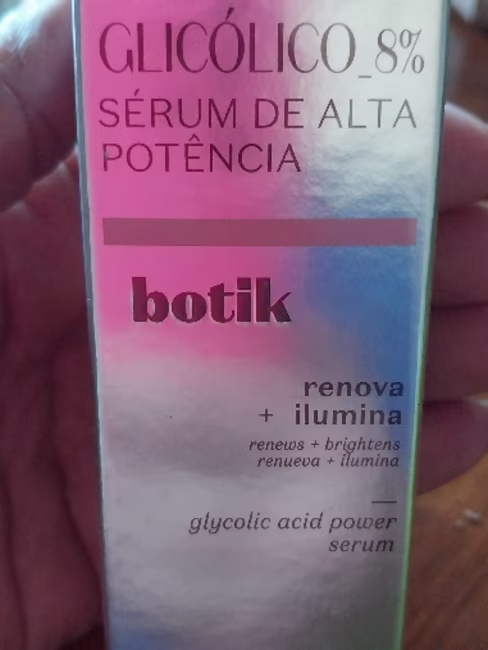 GLICÓLICO_8%
SÉRUM DE ALTA
POTÊNCIA
botik
renova
+ ilumina
renews + brightens
renueva + ilumina
glycolic acid power
serum